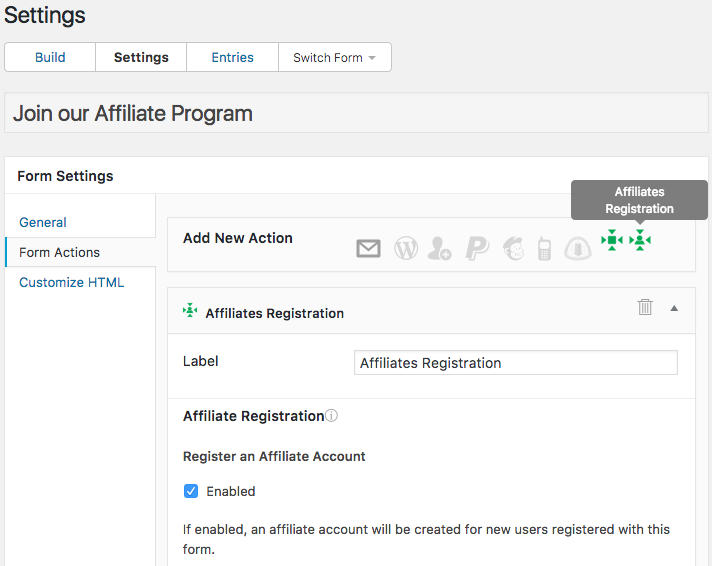 Settings
Build Settings Entries Switch Form
Join our Affiliate Program
Form Settings
Affiliates
Registration
General
Form Actions
Customize HTML
Add New Action
Affiliates Registration
Label Affiliates Registration
Affiliate Registration
Register an Affiliate Account
Enabled
If enabled, an affiliate account will be created for new users registered with this
form.